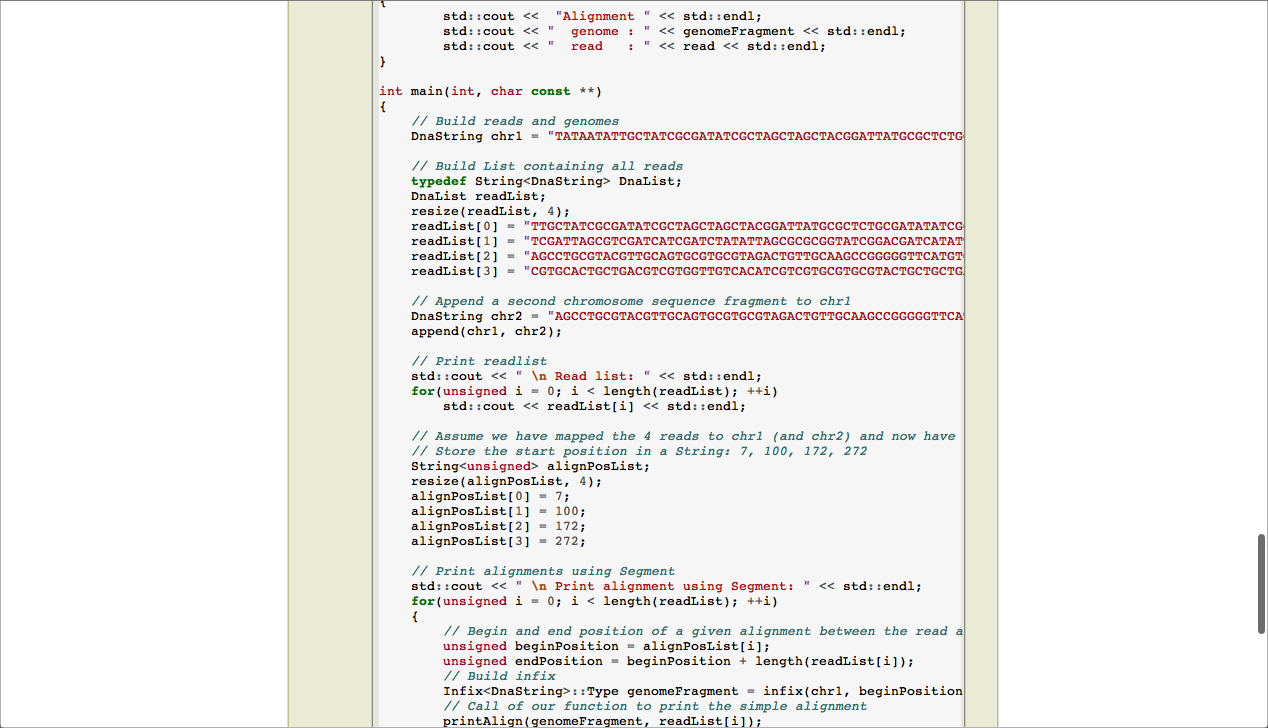 {
std::cout <<  "Alignment " << std::endl;
std::cout << "  genome : " << genomeFragment << std::endl;
std::cout << "  read   : " << read << std::endl;
}
int main(int, char const **)
{
// Build reads and genomes
DnaString chr1 = "TATAATATTGCTATCGCGATATCGCTAGCTAGCTACGGATTATGCGCTCTG
// Build List containing all reads
typedef String<DnaString> DnaList;
DnaList readList;
resize(readList, 4);
readList[0] = "TTGCTATCGCGATATCGCTAGCTAGCTACGGATTATGCGCTCTGCGATATATCG
readList[1] = "TCGATTAGCGTCGATCATCGATCTATATTAGCGCGCGGTATCGGACGATCATAT
readList[2] = "AGCCTGCGTACGTTGCAGTGCGTGCGTAGACTGTTGCAAGCCGGGGGTTCATGT
readList[3] = "CGTGCACTGCTGACGTCGTGGTTGTCACATCGTCGTGCGTGCGTACTGCTGCTG
// Append a second chromosome sequence fragment to chr1
DnaString chr2 = "AGCCTGCGTACGTTGCAGTGCGTGCGTAGACTGTTGCAAGCCGGGGGTTCA
append(chr1, chr2);
// Print readlist
std::cout << " \n Read list: " << std::endl;
for(unsigned i = 0; i < length(readList); ++i)
std::cout << readList[i] << std::endl;
// Assume we have mapped the 4 reads to chr1 (and chr2) and now have
// Store the start position in a String: 7, 100, 172, 272
String<unsigned> alignPosList;
resize(alignPosList, 4);
alignPosList[0] = 7;
alignPosList[1] = 100;
alignPosList[2] = 172;
alignPosList[3] = 272;
// Print alignments using Segment
std::cout << " \n Print alignment using Segment: " << std::endl;
for(unsigned i = 0; i < length(readList); ++i)
{
// Begin and end position of a given alignment between the read a
unsigned beginPosition = alignPosList[i];
unsigned endPosition = beginPosition + length(readList[i]);
// Build infix
Infix<DnaString>::Type genomeFragment = infix(chr1, beginPosition
// Call of our function to print the simple alignment
printAlign(genomeFragment, readList[i]);